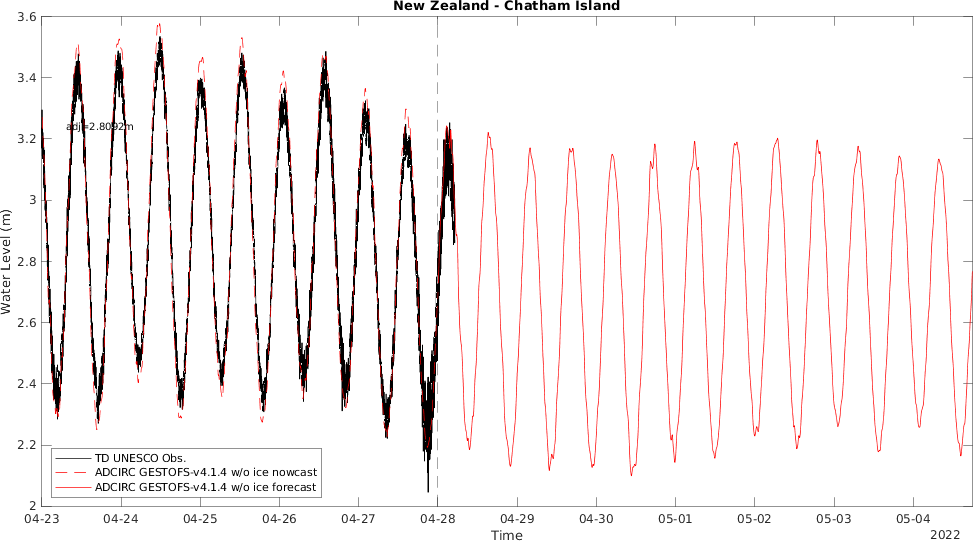 New Zealand - Chatham Island
3.6
3.4
3.2
3
2.8
2.6
2.4
2.2
2
Water Level (m)
adj=2.8092m
TD UNESCO Obs.
ADCIRC GESTOFS-v4.1.4 w/o ice nowcast
ADCIRC GESTOFS-v4.1.4 w/o ice forecast
04-23 04-24 04-25 04-26 04-27 04-28 04-29 04-30 05-01 05-02 05-03 05-04
Time
2022